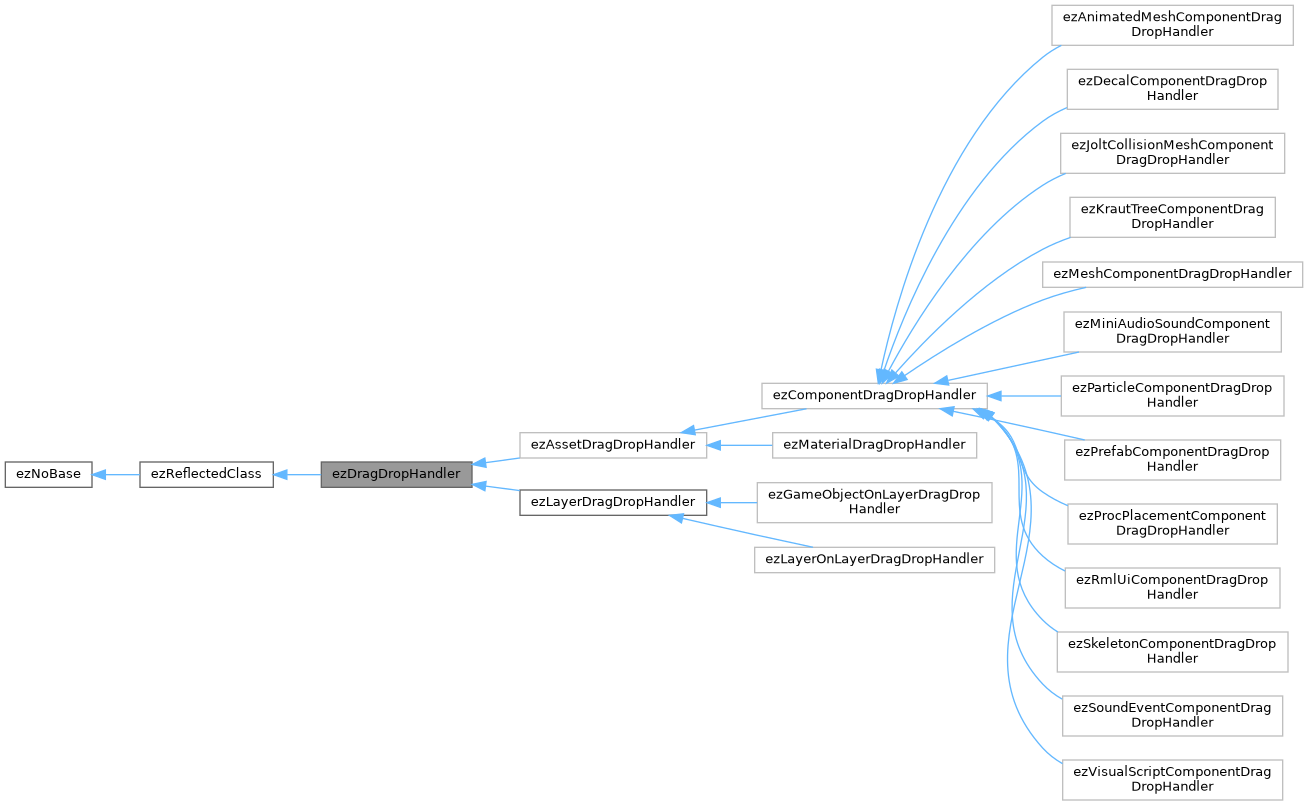 ezAnimatedMeshComponentDrag
DropHandler
ezDecalComponentDragDrop
Handler
ezJoltCollisionMeshComponent
DragDropHandler
ezKrautTreeComponentDrag
DropHandler
ezMeshComponentDragDropHandler
ezMiniAudioSoundComponent
DragDropHandler
ezComponentDragDropHandler
ezParticleComponentDragDrop
Handler
ezAssetDragDropHandler
ezMaterialDragDropHandler
ezPrefabComponentDragDrop
Handler
ezNoBase
ezReflectedClass
ezDragDropHandler
ezLayerDragDropHandler
ezGameObjectOnLayerDragDrop
Handler
ezProcPlacementComponent
DragDropHandler
ezLayerOnLayerDragDropHandler
ezRmlUiComponentDragDrop
Handler
ezSkeletonComponentDragDrop
Handler
ezSoundEventComponentDrag
DropHandler
ezVisualScriptComponentDrag
DropHandler